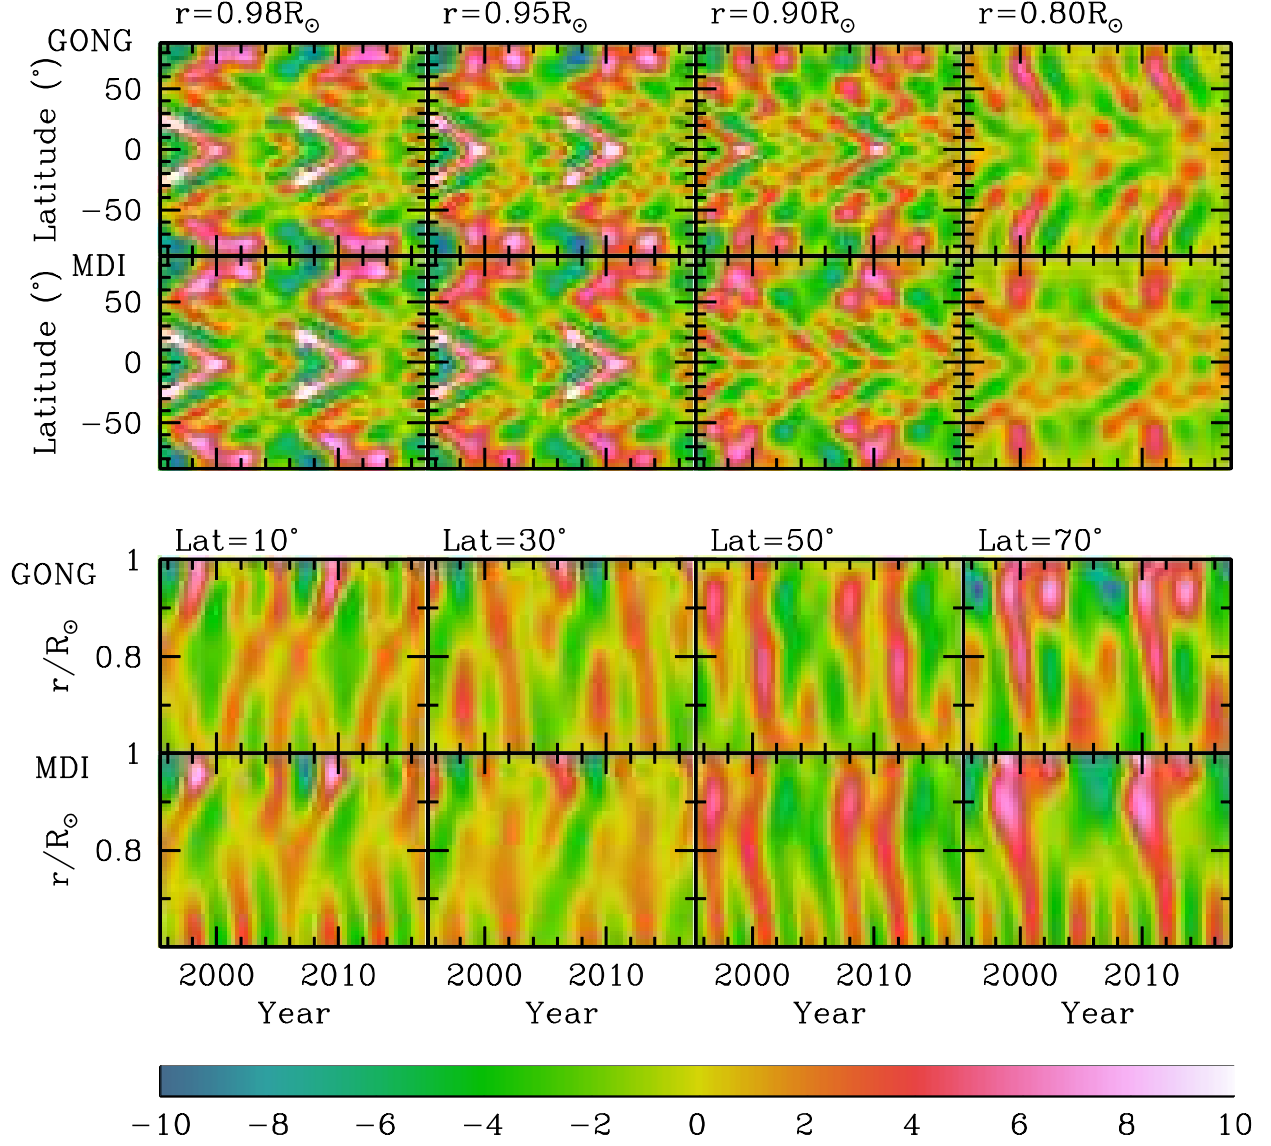 r=0.98R☉ r=0.95R☉ r=0.90R☉ r=0.80R☉
GONG
Latitude (°)
50
0
−50
MDI
Latitude (°)
50
0
−50
Lat=10° Lat=30° Lat=50° Lat=70°
GONG
r/R☉
1
0.8
MDI
r/R☉
1
0.8
2000 2010 2000 2010 2000 2010 2000 2010
Year Year Year Year
−10 −8 −6 −4 −2 0 2 4 6 8 10